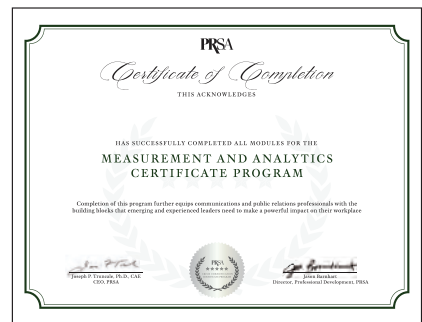 PRSA
Certificate of Completion
THIS ACKNOWLEDGES
HAS SUCCESSFULLY COMPLETED ALL MODULES FOR THE
MEASUREMENT AND ANALYTICS
CERTIFICATE PROGRAM
Completion of this program further equips communications and public relations professionals with the
building blocks that emerging and experienced leaders need to make a powerful impact on their workplace
Joseph P. Truncale, Ph.D., CAE
CEO, PRSA
PRSA
Jason Barnhart
Director, Professional Development, PRSA